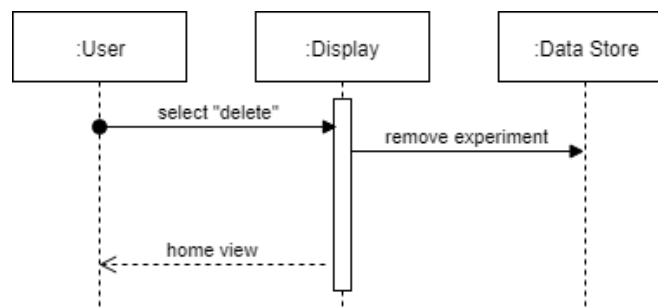 :User
:Display
:Data Store
select "delete"
remove experiment
home view